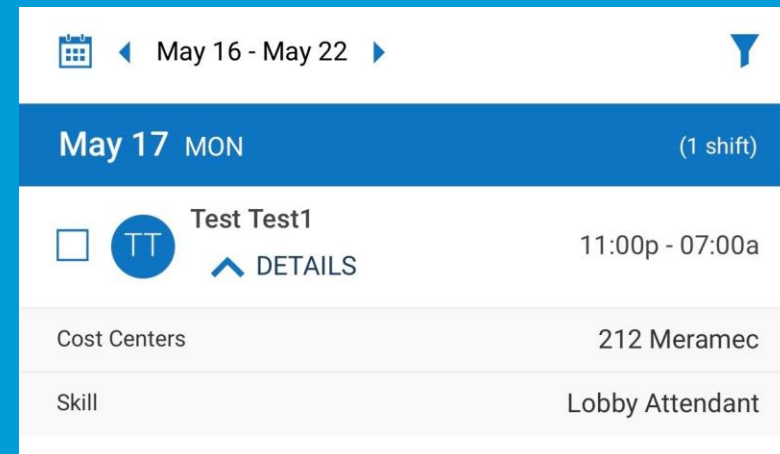 May 16 - May 22
May 17 MON (1 shift)
Test Test1
TT
DETAILS
11:00p - 07:00a
Cost Centers 212 Meramec
Skill Lobby Attendant